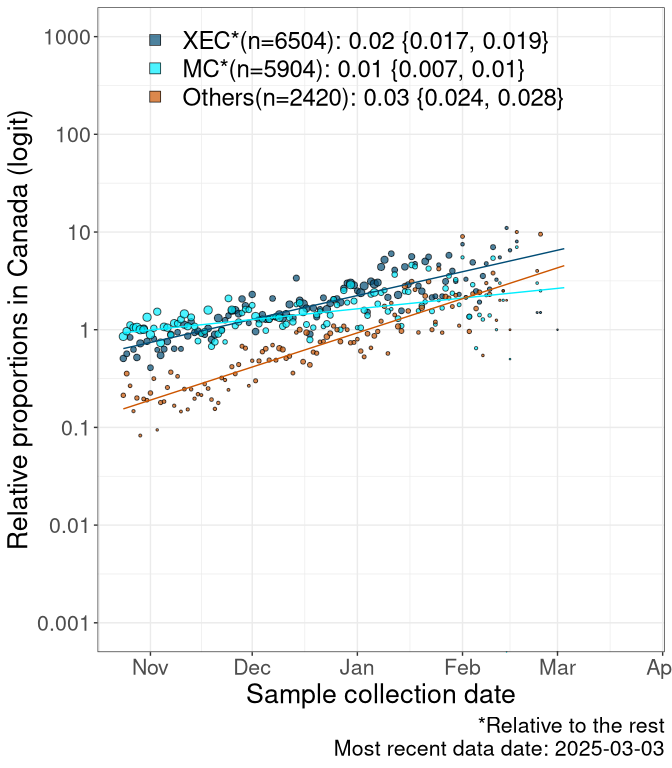 XEC*(n=6504): 0.02 {0.017, 0.019}
MC*(n=5904): 0.01 {0.007, 0.01}
Others(n=2420): 0.03 {0.024, 0.028}
Relative proportions in Canada (logit)
1000
100
10
1
0.1
0.01
0.001
Nov Dec Jan Feb Mar Ap
Sample collection date
*Relative to the rest
Most recent data date: 2025-03-03